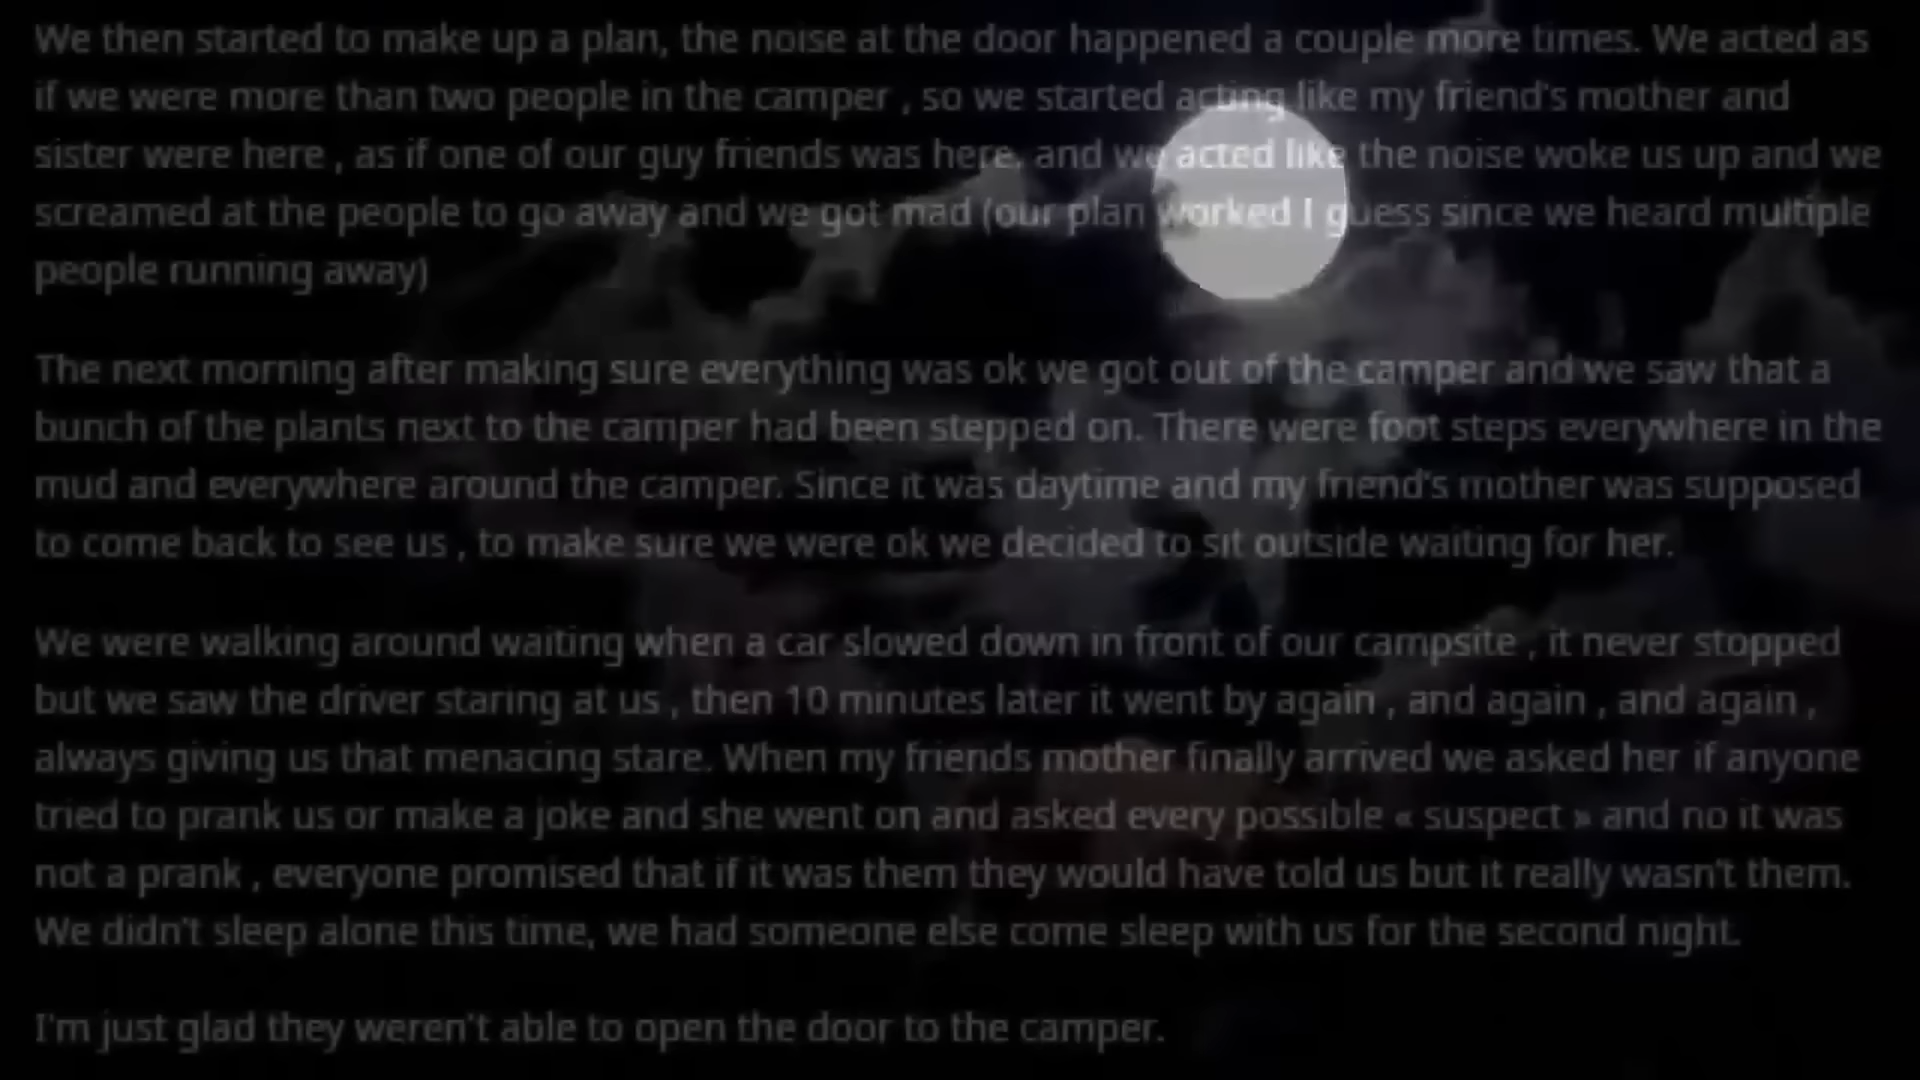 We then started to make up a plan, the noise at the door happened a couple more times. We acted as
if we were more than two people in the camper , so we started acting like my friend's mother and
sister were here , as if one of our guy friends was here, and we acted like the noise woke us up and we
screamed at the people to go away and we got mad (our plan worked I guess since we heard multiple
people running away)
The next morning after making sure everything was ok we got out of the camper and we saw that a
bunch of the plants next to the camper had been stepped on. There were foot steps everywhere in the
mud and everywhere around the camper. Since it was daytime and my friend's mother was supposed
to come back to see us , to make sure we were ok we decided to sit outside waiting for her.
We were walking around waiting when a car slowed down in front of our campsite , it never stopped
but we saw the driver staring at us , then 10 minutes later it went by again , and again , and again ,
always giving us that menacing stare. When my friends mother finally arrived we asked her if anyone
tried to prank us or make a joke and she went on and asked every possible « suspect » and no it was
not a prank , everyone promised that if it was them they would have told us but it really wasn't them.
We didn't sleep alone this time, we had someone else come sleep with us for the second night.
I'm just glad they weren't able to open the door to the camper.